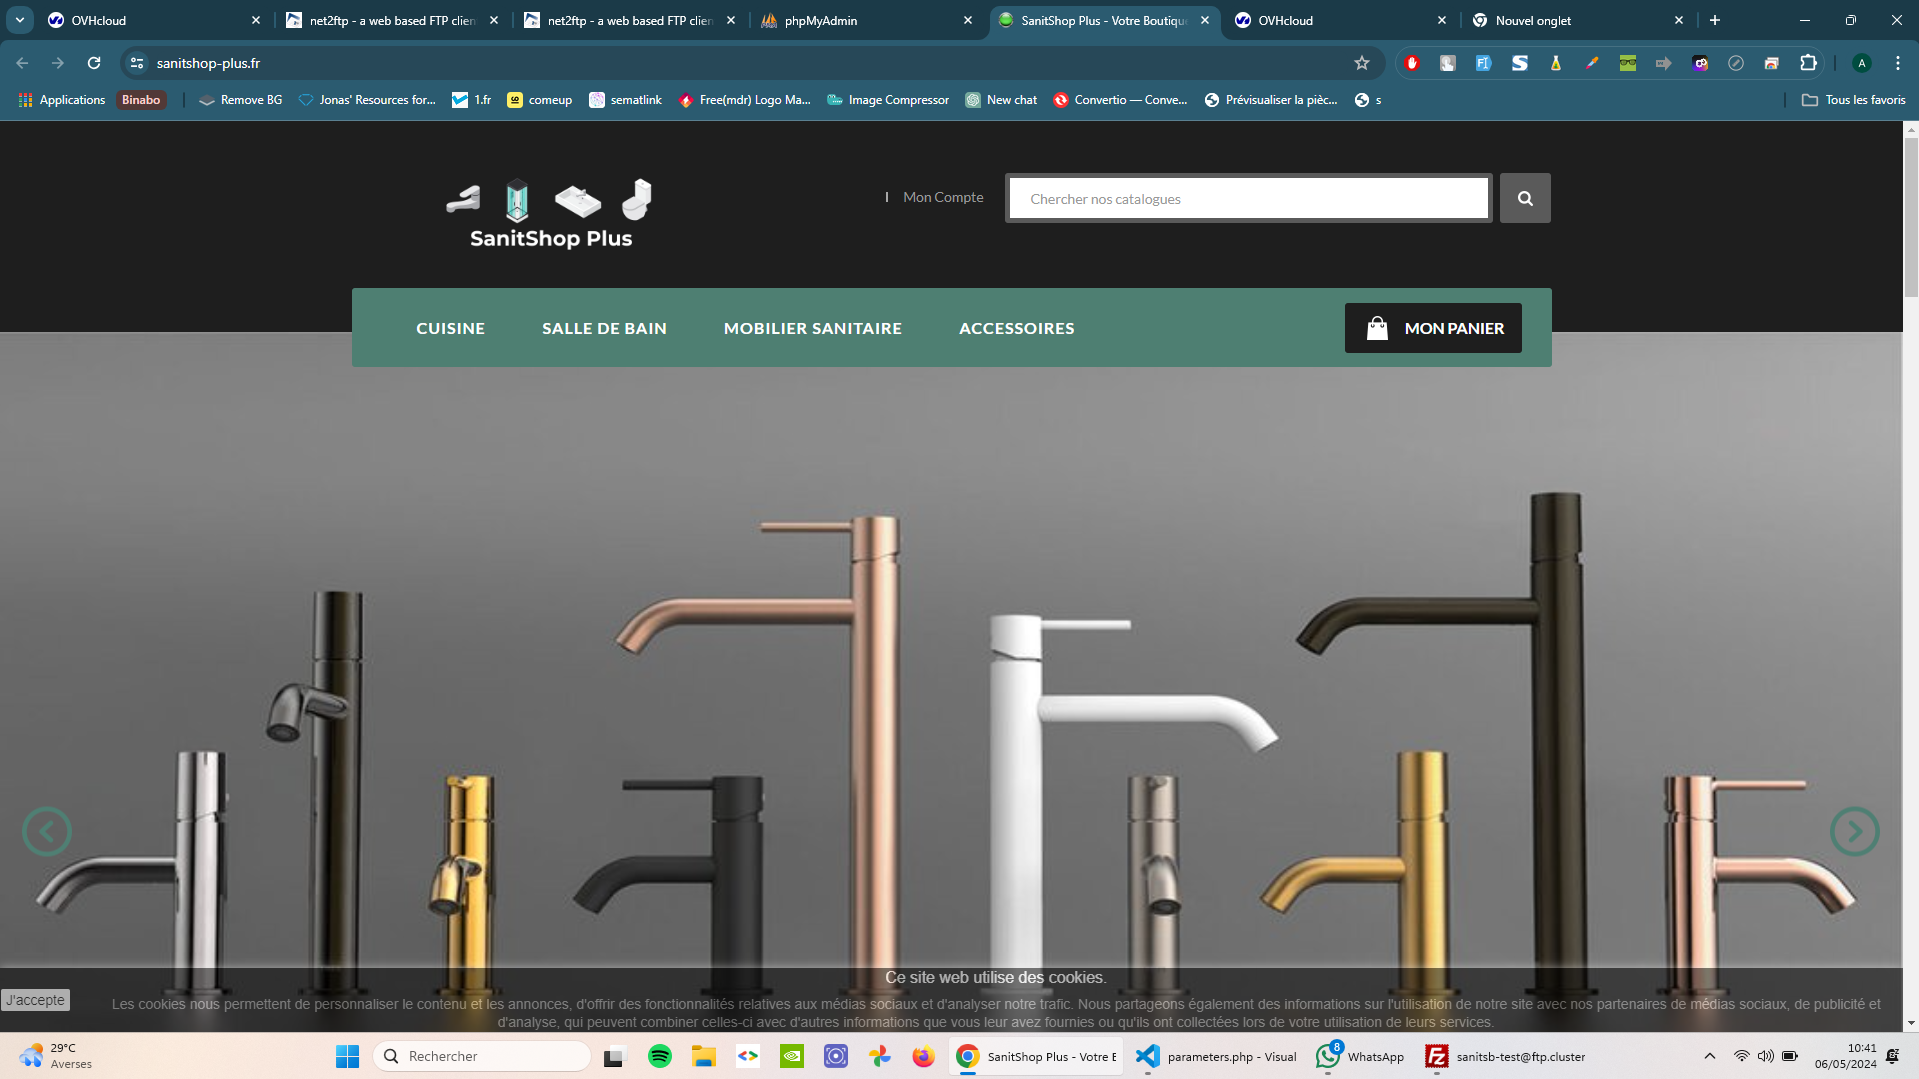 OVHcloud
net2ftp - a web based FTP clien
net2ftp - a web based FTP clien
phpMyAdmin
SanitShop Plus - Votre Boutique
OVHcloud
Nouvel onglet
sanitshop-plus.fr
A
Applications
Binabo
Remove BG
Jonas' Resources for...
1.fr
comeup
sematlink
Free(mdr) Logo Ma...
Image Compressor
New chat
Convertio — Conve...
Prévisualiser la pièc...
s
Tous les favoris
SanitShop Plus
Mon Compte
Chercher nos catalogues
CUISINE
SALLE DE BAIN
MOBILIER SANITAIRE
ACCESSOIRES
MON PANIER
Ce site web utilise des cookies.
J'accepte
Les cookies nous permettent de personnaliser le contenu et les annonces, d'offrir des fonctionnalités relatives aux médias sociaux et d'analyser notre trafic. Nous partageons également des informations sur l'utilisation de notre site avec nos partenaires de médias sociaux, de publicité et
d'analyse, qui peuvent combiner celles-ci avec d'autres informations que vous leur avez fournies ou qu'ils ont collectées lors de votre utilisation de leurs services.
29°C
Averses
Rechercher
SanitShop Plus - Votre B
parameters.php - Visual
8
WhatsApp
sanitsb-test@ftp.cluster
10:41
06/05/2024